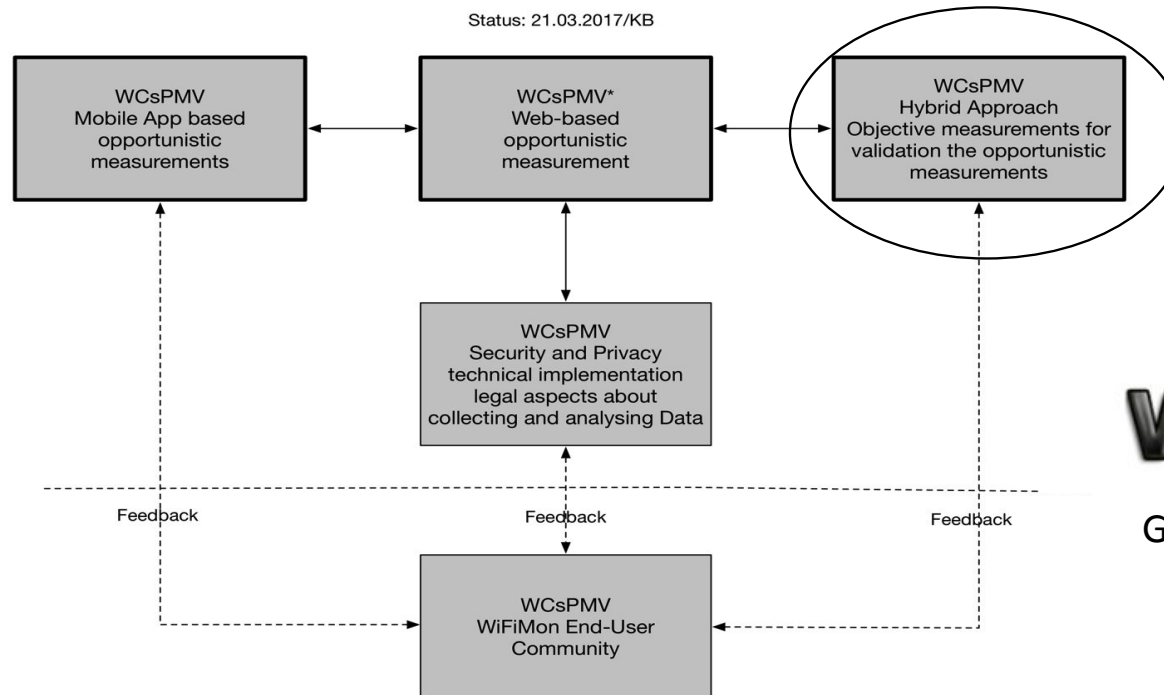 Status: 21.03.2017/KB
WCsPMV
Mobile App based
opportunistic
measurements
WCsPMV*
Web-based
opportunistic
measurement
WCsPMV
Hybrid Approach
Objective measurements for
validation the opportunistic
measurements
WCsPMV
Security and Privacy
technical implementation
legal aspects about
collecting and analysing Data
Feedback
Feedback
Feedback
G
WCsPMV
WiFiMon End-User
Community